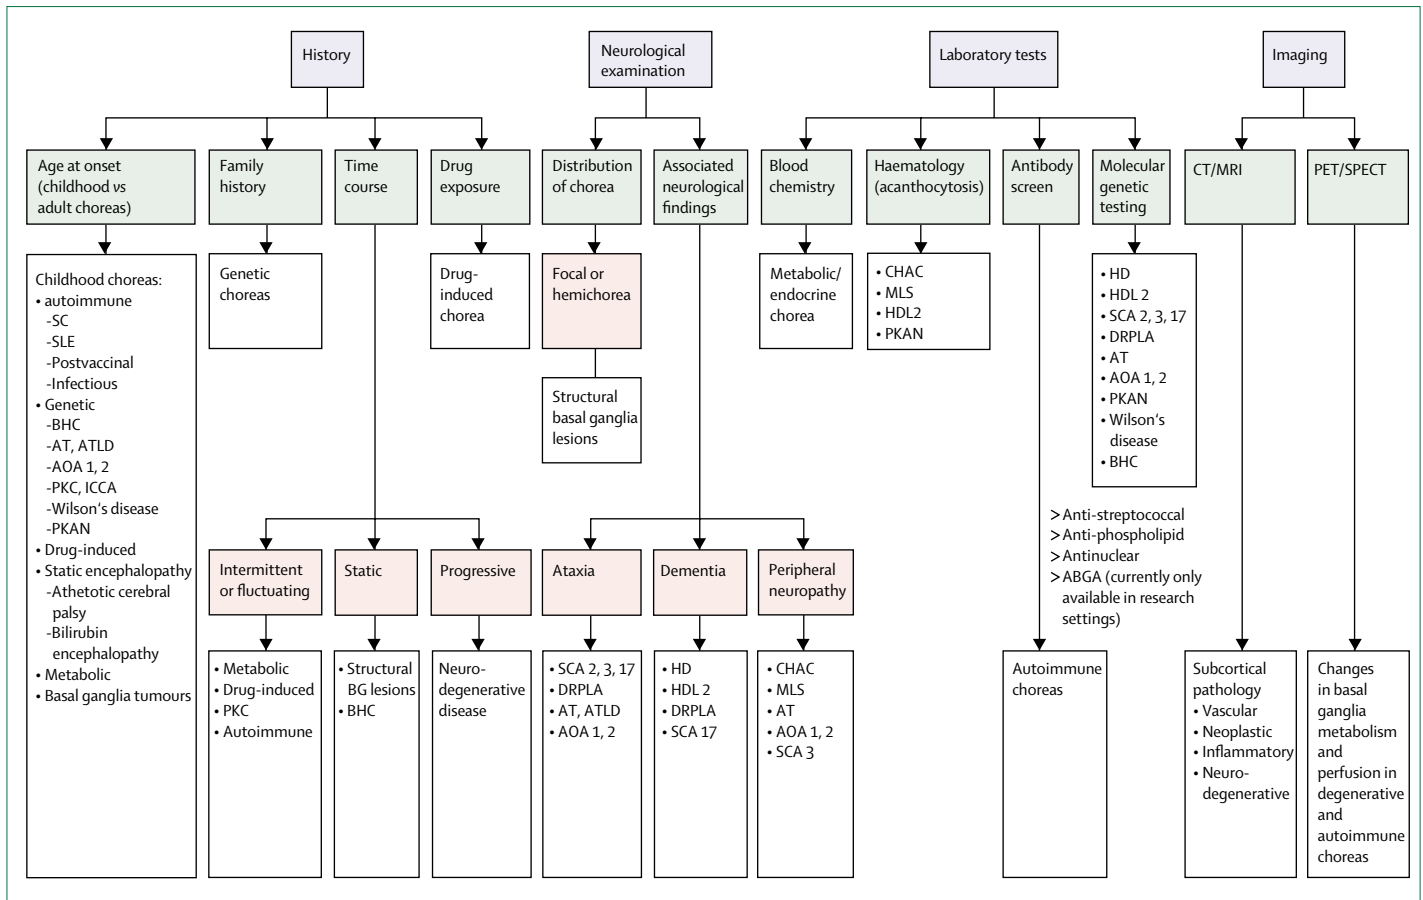 History
Neurological
examination
Laboratory tests
Imaging
Age at onset
(childhood vs
adult choreas)
Family
history
Time
course
Drug
exposure
Distribution
of chorea
Associated
neurological
findings
Blood
chemistry
Haematology
(acanthocytosis)
Antibody
screen
Molecular
genetic
testing
CT/MRI
PET/SPECT
Childhood choreas:
• autoimmune
-SC
-SLE
-Postvaccinal
-Infectious
• Genetic
-BHC
-AT, ATLD
-AOA 1, 2
-PKC, ICCA
-Wilson‘s disease
-PKAN
• Drug-induced
• Static encephalopathy
-Athetotic cerebral
palsy
-Bilirubin
encephalopathy
• Metabolic
• Basal ganglia tumours
Genetic
choreas
Drug-
induced
chorea
Focal or
hemichorea
Structural
basal ganglia
lesions
Metabolic/
endocrine
chorea
• CHAC
• MLS
• HDL2
• PKAN
• HD
• HDL 2
• SCA 2, 3, 17
• DRPLA
• AT
• AOA 1, 2
• PKAN
• Wilson‘s
disease
• BHC
> Anti-streptococcal
> Anti-phospholipid
> Antinuclear
> ABGA (currently only
available in research
settings)
Intermittent
or fluctuating
Static
Progressive
Ataxia
Dementia
Peripheral
neuropathy
• Metabolic
• Drug-induced
• PKC
• Autoimmune
• Structural
BG lesions
• BHC
Neuro-
degenerative
disease
• SCA 2, 3, 17
• DRPLA
• AT, ATLD
• AOA 1, 2
• HD
• HDL 2
• DRPLA
• SCA 17
• CHAC
• MLS
• AT
• AOA 1, 2
• SCA 3
Autoimmune
choreas
Subcortical
pathology
• Vascular
• Neoplastic
• Inflammatory
• Neuro-
degenerative
Changes
in basal
ganglia
metabolism
and
perfusion in
degenerative
and
autoimmune
choreas